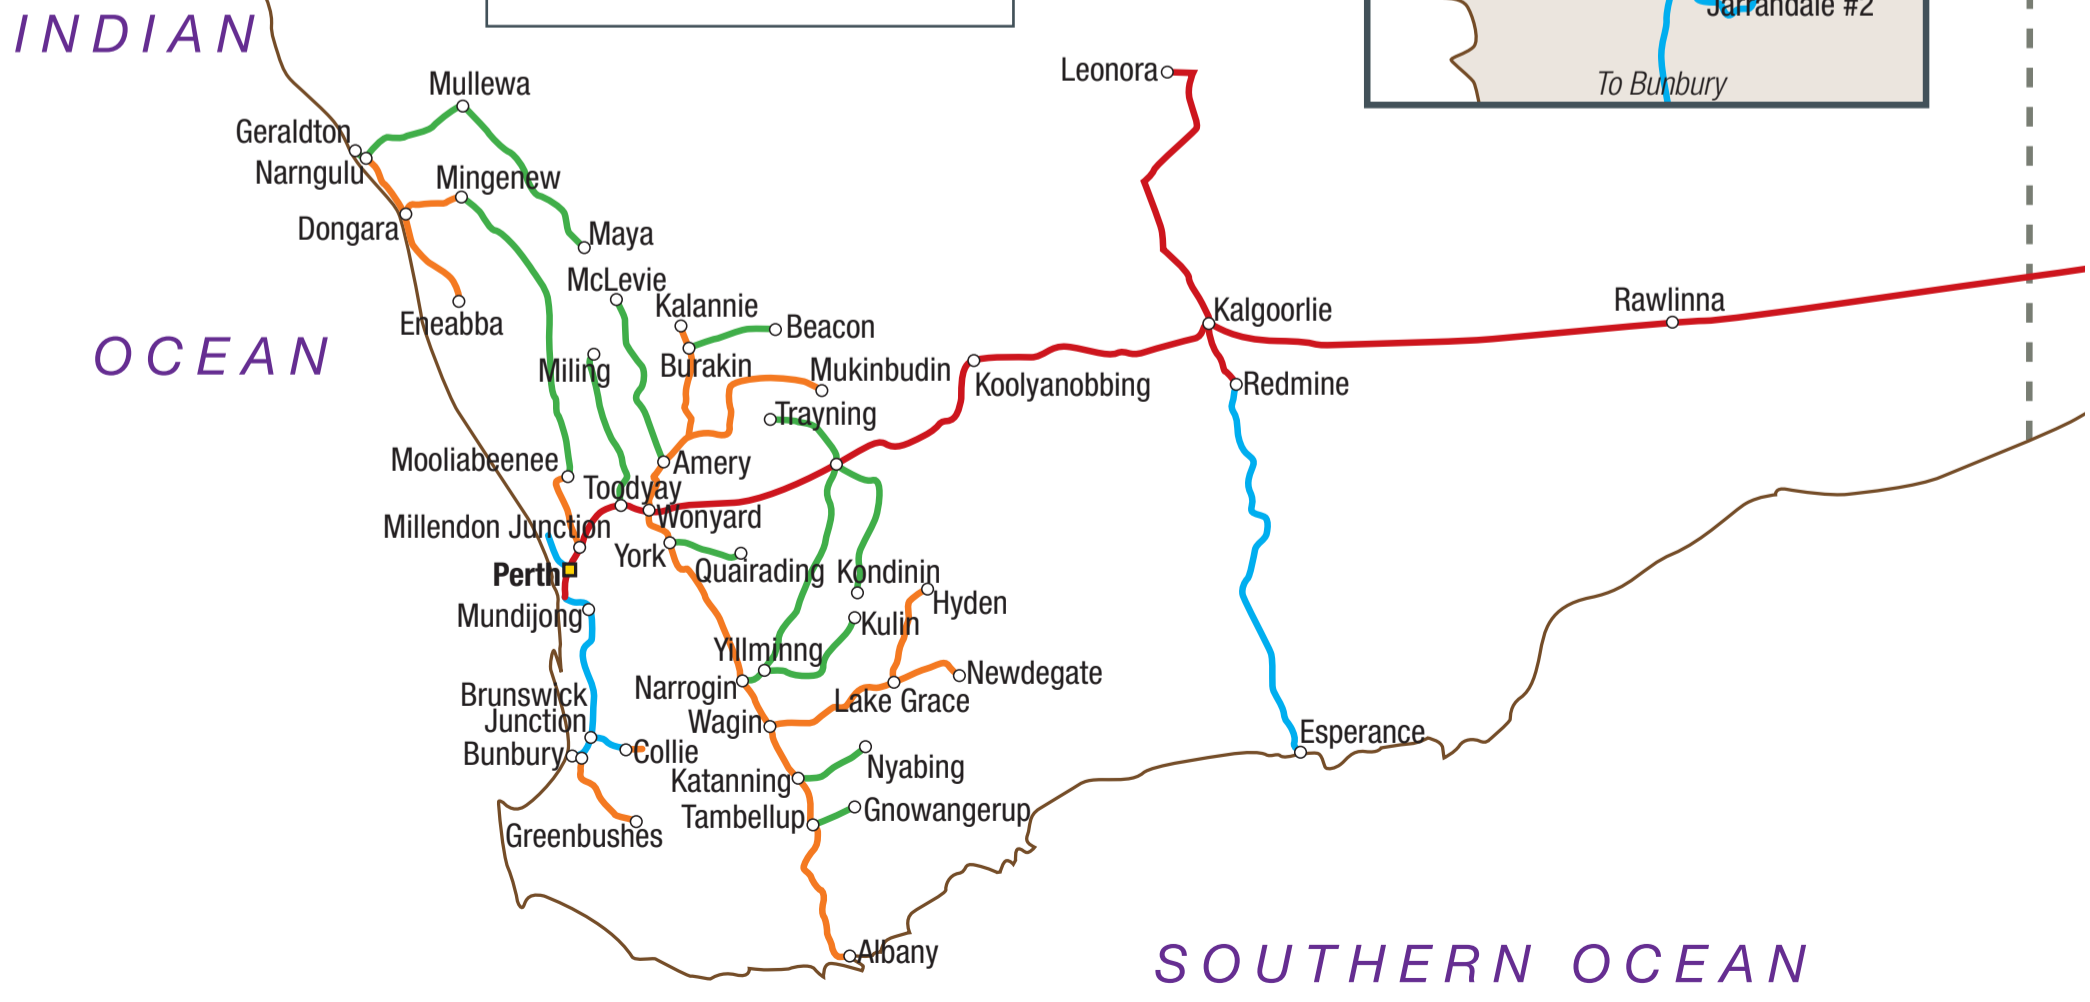 INDIAN
Jarrahdale #2
Leonora
To Bunbury
Mullewa
Geraldton
Narngulu
Mingenew
Dongara
Maya
McLevie
Kalannie
Beacon
Kalgoorlie
Rawlinna
Eneabba
OCEAN
Miling
Burakin
Mukinbudin
Koolyanobbing
Redmine
Trayning
Mooliabeenee
Amery
Toodyay
Wonyard
Millendon Junction
York
Quairading
Kondinin
Perth
Hyden
Mundijong
Kulin
Yillminng
Narrogin
Newdegate
Lake Grace
Brunswick
Junction
Wagin
Bunbury
Collie
Esperance
Katanning
Nyabing
Tambellup
Gnowangerup
Greenbushes
Albany
SOUTHERN OCEAN